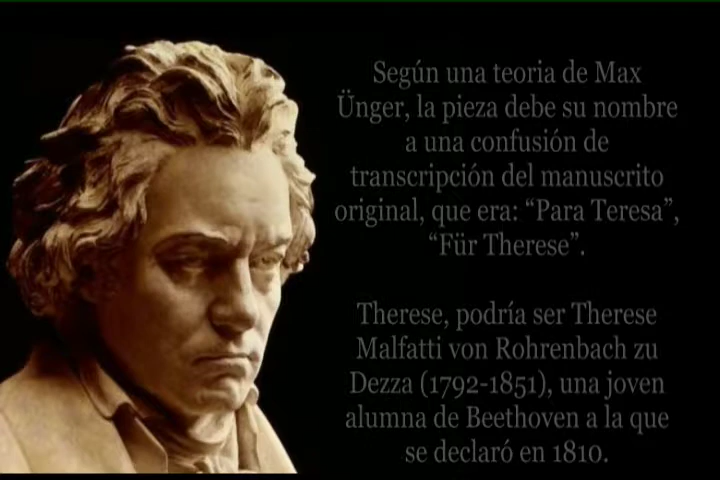 Según una teoria de Max
Ünger, la pieza debe su nombre
a una confusión de
transcripción del manuscrito
original, que era: “Para Teresa”,
“Für Therese”.
Therese, podría ser Therese
Malfatti von Rohrenbach zu
Dezza (1792-1851), una joven
alumna de Beethoven a la que
se declaró en 1810.